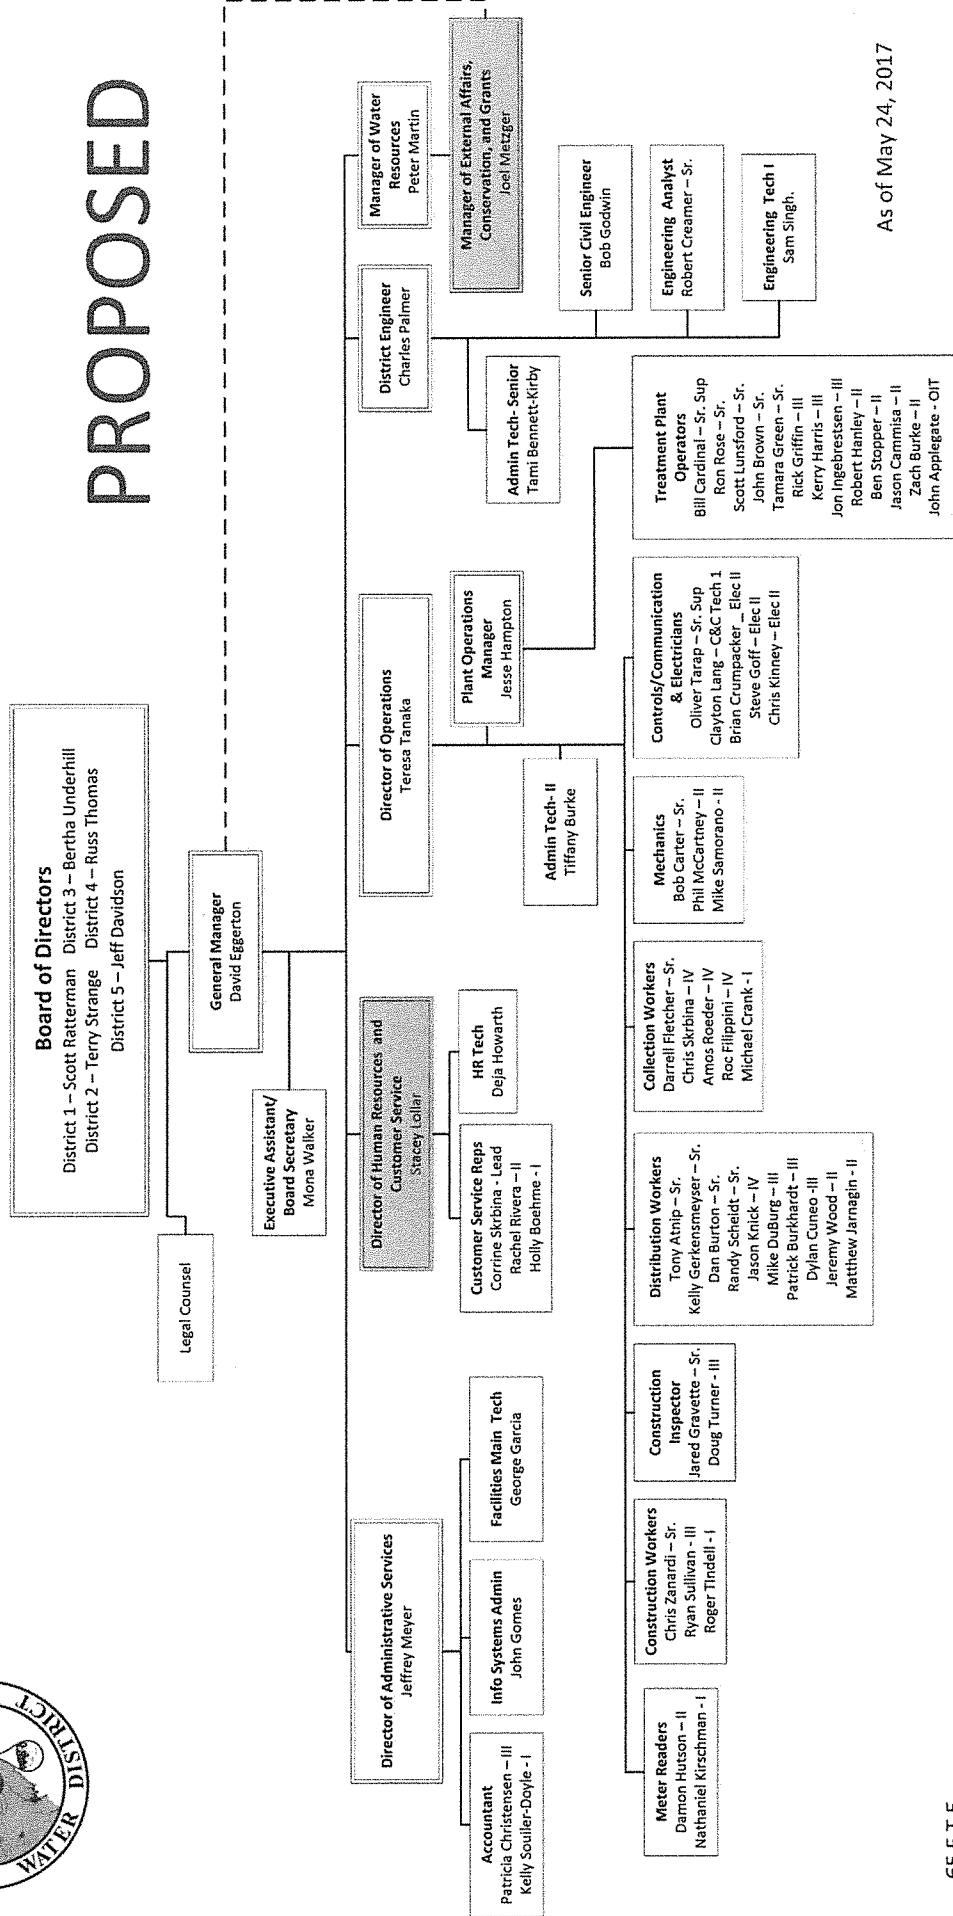 PROPOSED
WATER DISTRICT
Board of Directors
District 1 – Scott Ratterman District 3 – Bertha Underhill
District 2 – Terry Strange District 4 – Russ Thomas
District 5 – Jeff Davidson
Legal Counsel
General Manager
David Eggerton
Executive Assistant/
Board Secretary
Mona Walker
Director of Administrative Services
Jeffrey Meyer
Director of Human Resources and
Customer Service
Stacey Lollar
Director of Operations
Teresa Tanaka
District Engineer
Charles Palmer
Manager of Water
Resources
Peter Martin
Manager of External Affairs,
Conservation, and Grants
Joel Metzger
Accountant
Patricia Christensen – III
Kelly Souiler-Doyle - I
Info Systems Admin
John Gomes
Facilities Main Tech
George Garcia
Customer Service Reps
Corrine Skrbina - Lead
Rachel Rivera – II
Holly Boehme - I
HR Tech
Deja Howarth
Plant Operations
Manager
Jesse Hampton
Admin Tech- II
Tiffany Burke
Admin Tech- Senior
Tami Bennett-Kirby
Senior Civil Engineer
Bob Godwin
Engineering Analyst
Robert Creamer – Sr.
Engineering Tech I
Sam Singh.
Meter Readers
Damon Hutson – II
Nathaniel Kirschman - I
Construction Workers
Chris Zanardi – Sr.
Ryan Sullivan - III
Roger TIndell - I
Construction
Inspector
Jared Gravette – Sr.
Doug Turner - III
Distribution Workers
Tony Atnip – Sr.
Kelly Gerkensmeyser – Sr.
Dan Burton – Sr.
Randy Scheidt – Sr.
Jason Knick – IV
Mike DuBurg – III
Patrick Burkhardt – III
Dylan Cuneo -III
Jeremy Wood – II
Matthew Jarnagin - II
Collection Workers
Darrell Fletcher – Sr.
Chris Skrbina – IV
Amos Roeder – IV
Roc Filippini – IV
Michael Crank - I
Mechanics
Bob Carter – Sr.
Phil McCartney – II
Mike Samorano - II
Controls/Communication
& Electricians
Oliver Tarap – Sr. Sup
Clayton Lang – C&C Tech 1
Brian Crumpacker _ Elec II
Steve Goff – Elec II
Chris Kinney – Elec II
Treatment Plant
Operators
Bill Cardinal – Sr. Sup
Ron Rose – Sr.
Scott Lunsford – Sr.
John Brown – Sr.
Tamara Green – Sr.
Rick Griffin – III
Kerry Harris – III
Jon Ingebrestsen – III
Robert Hanley – II
Ben Stopper – II
Jason Cammisa – II
Zach Burke – II
John Applegate - OIT
As of May 24, 2017